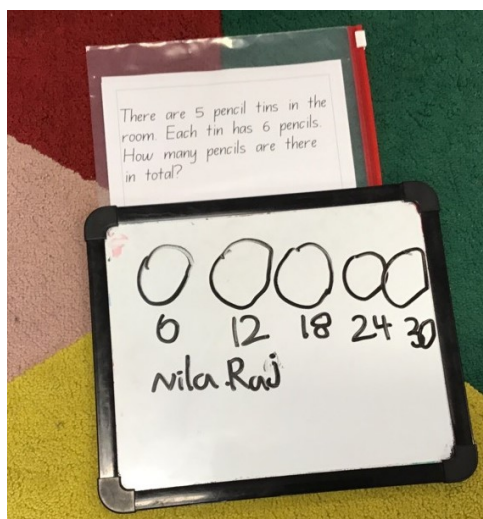 There are 5 pencil tins in the
room. Each tin has 6 pencils.
How many pencils are there
in total?
6 12 18 24 30
Nila Raj